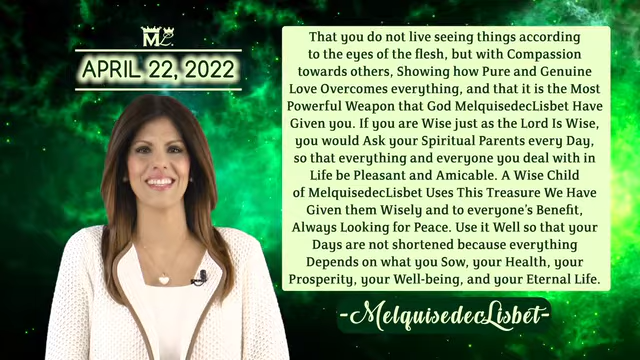 ML.
APRIL 22, 2022
That you do not live seeing things according
to the eyes of the flesh, but with Compassion
towards others, Showing how Pure and Genuine
Love Overcomes everything, and that it is the Most
Powerful Weapon that God MelquisedecLisbet Have
Given you. If you are Wise just as the Lord Is Wise,
you would Ask your Spiritual Parents every Day,
so that everything and everyone you deal with in
Life be Pleasant and Amicable. A Wise Child
of MelquisedecLisbet Uses This Treasure We Have
Given them Wisely and to everyone's Benefit,
Always Looking for Peace. Use it Well so that your
Days are not shortened because everything
Depends on what you Sow, your Health, your
Prosperity, your Well-being, and your Eternal Life.
-MelquisedecLisbet-